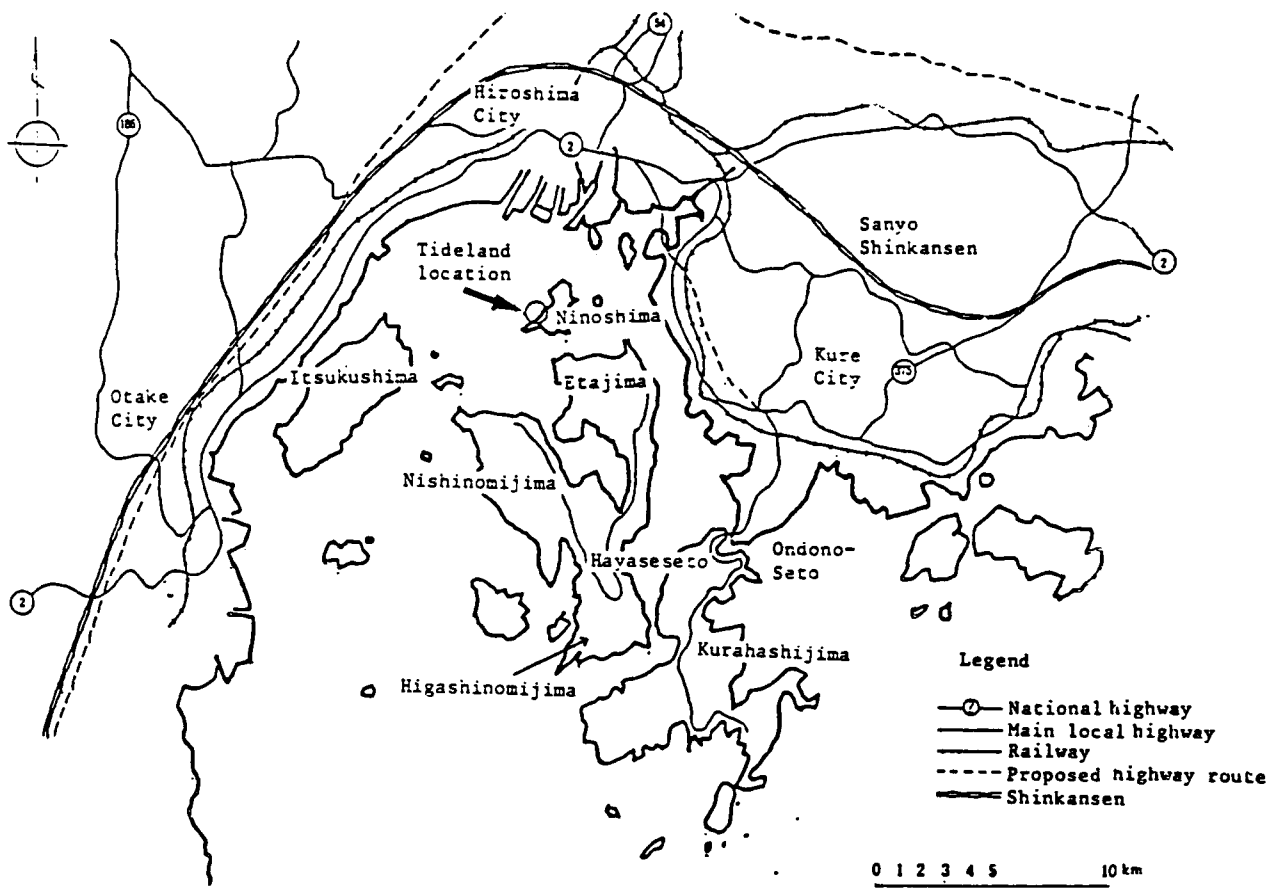 54
186
Hiroshima
City
2
Sanyo
Shinkansen
2
Tideland
location
Ninoshima
Itsukushima
Etajima
Kure
City
375
Otake
City
Nishinomijima
Hayaseseto
Ondono-
Seto
2
Kurahashijima
Higashinomijima
Legend
2 National highway
Main local highway
Railway
Proposed highway route
Shinkansen
0 1 2 3 4 5 10 km